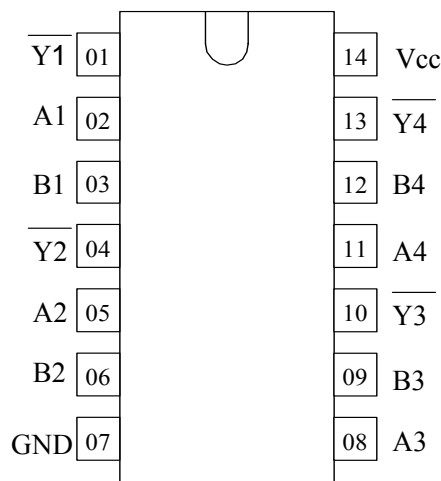 Y1 01 14 Vcc
A1 02 13 Y4
B1 03 12 B4
Y2 04 11 A4
A2 05 10 Y3
B2 06 09 B3
GND 07 08 A3